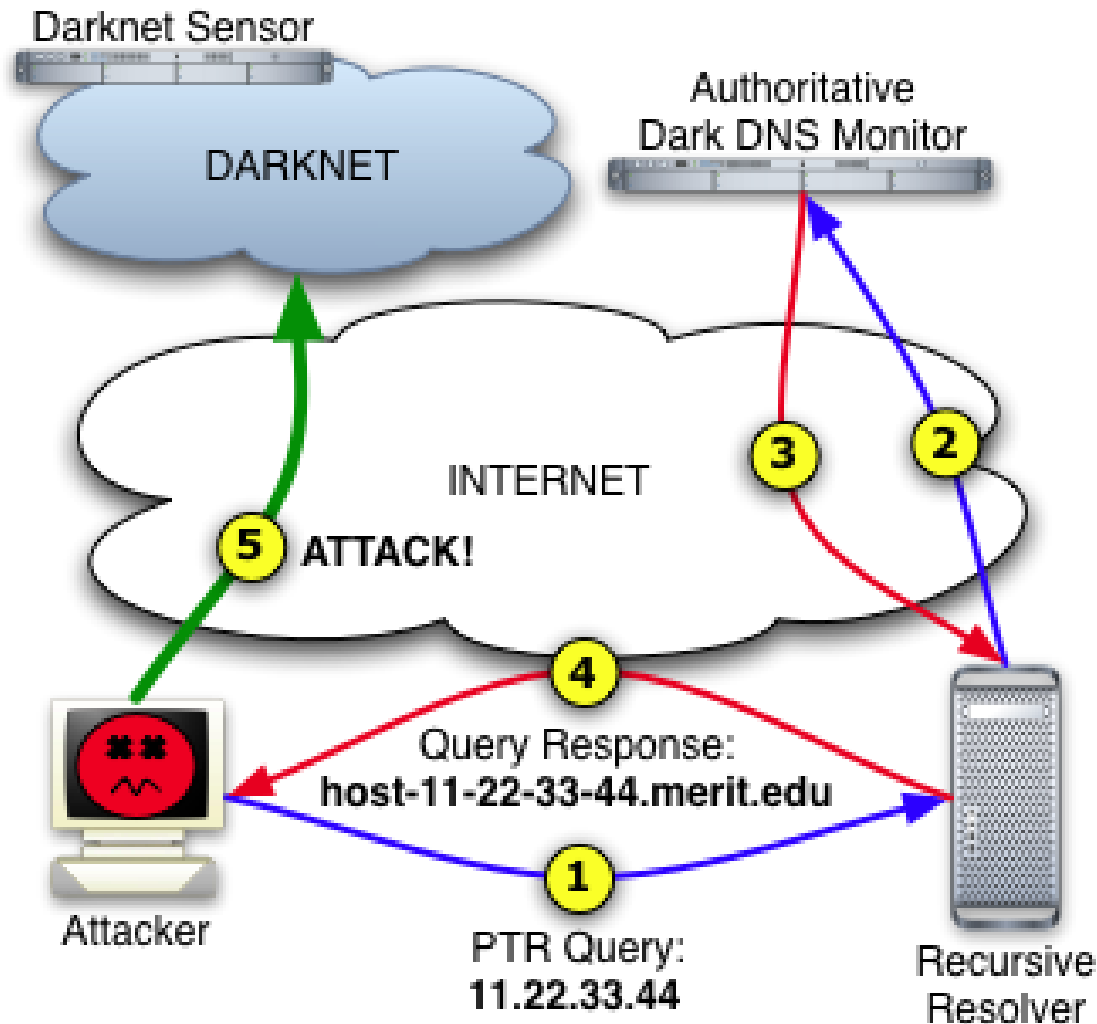 Darknet Sensor
DARKNET
Authoritative
Dark DNS Monitor
INTERNET
3
2
5
ATTACK!
4
Query Response:
host-11-22-33-44.merit.edu
1
PTR Query:
11.22.33.44
Attacker
Recursive
Resolver